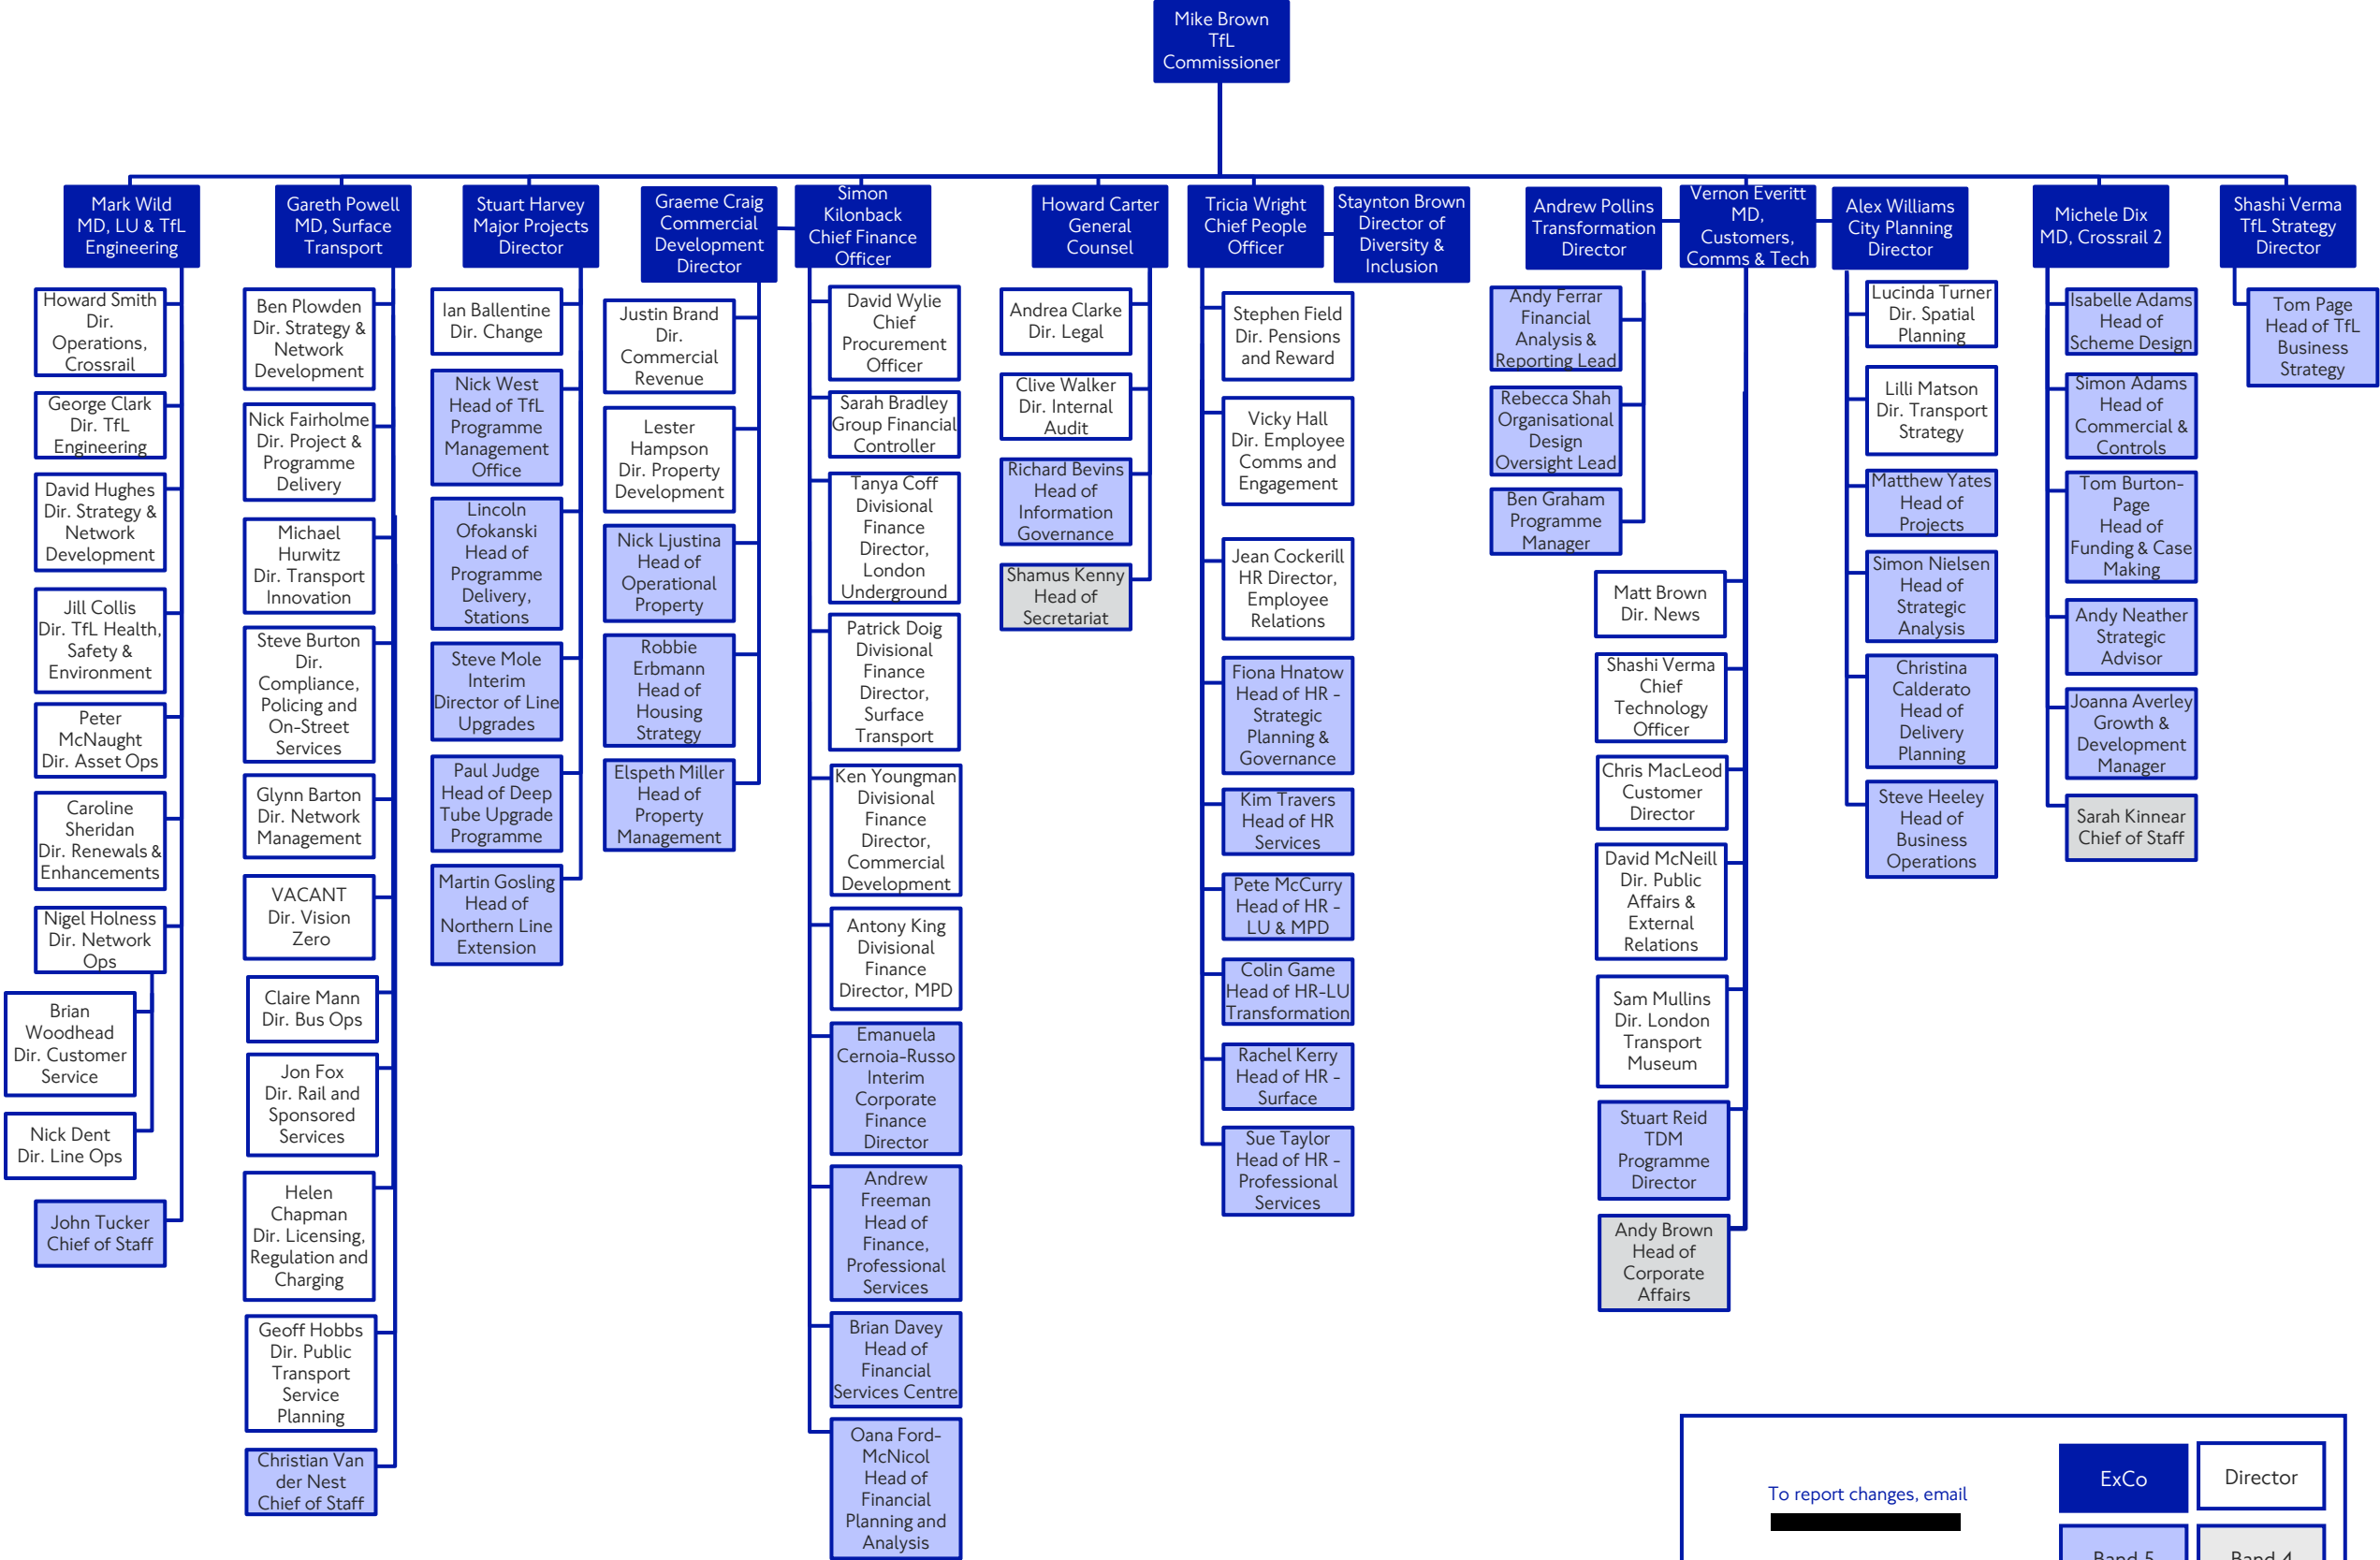 Mike Brown
TfL
Commissioner
Mark Wild
MD, LU & TfL
Engineering
Howard Smith
Dir.
Operations,
Crossrail
George Clark
Dir. TfL
Engineering
David Hughes
Dir. Strategy &
Network
Development
Jill Collis
Dir. TfL Health,
Safety &
Environment
Peter
McNaught
Dir. Asset Ops
Caroline
Sheridan
Dir. Renewals &
Enhancements
Nigel Holness
Dir. Network
Ops
Brian
Woodhead
Dir. Customer
Service
Nick Dent
Dir. Line Ops
John Tucker
Chief of Staff
Gareth Powell
MD, Surface
Transport
Ben Plowden
Dir. Strategy &
Network
Development
Nick Fairholme
Dir. Project &
Programme
Delivery
Michael
Hurwitz
Dir. Transport
Innovation
Steve Burton
Dir.
Compliance,
Policing and
On-Street
Services
Glynn Barton
Dir. Network
Management
VACANT
Dir. Vision
Zero
Claire Mann
Dir. Bus Ops
Jon Fox
Dir. Rail and
Sponsored
Services
Helen
Chapman
Dir. Licensing,
Regulation and
Charging
Geoff Hobbs
Dir. Public
Transport
Service
Planning
Christian Van
der Nest
Chief of Staff
Stuart Harvey
Major Projects
Director
Ian Ballentine
Dir. Change
Nick West
Head of TfL
Programme
Management
Office
Lincoln
Ofokanski
Head of
Programme
Delivery,
Stations
Steve Mole
Interim
Director of Line
Upgrades
Paul Judge
Head of Deep
Tube Upgrade
Programme
Martin Gosling
Head of
Northern Line
Extension
Graeme Craig
Commercial
Development
Director
Justin Brand
Dir.
Commercial
Revenue
Lester
Hampson
Dir. Property
Development
Nick Ljustina
Head of
Operational
Property
Robbie
Erbmann
Head of
Housing
Strategy
Elspeth Miller
Head of
Property
Management
Simon
Kilonback
Chief Finance
Officer
David Wylie
Chief
Procurement
Officer
Sarah Bradley
Group Financial
Controller
Tanya Coff
Divisional
Finance
Director,
London
Underground
Patrick Doig
Divisional
Finance
Director,
Surface
Transport
Ken Youngman
Divisional
Finance
Director,
Commercial
Development
Antony King
Divisional
Finance
Director, MPD
Emanuela
Cernoia-Russo
Interim
Corporate
Finance
Director
Andrew
Freeman
Head of
Finance,
Professional
Services
Brian Davey
Head of
Financial
Services Centre
Oana Ford-
McNicol
Head of
Financial
Planning and
Analysis
Howard Carter
General
Counsel
Andrea Clarke
Dir. Legal
Clive Walker
Dir. Internal
Audit
Richard Bevins
Head of
Information
Governance
Shamus Kenny
Head of
Secretariat
Tricia Wright
Chief People
Officer
Stephen Field
Dir. Pensions
and Reward
Vicky Hall
Dir. Employee
Comms and
Engagement
Jean Cockerill
HR Director,
Employee
Relations
Fiona Hnatow
Head of HR -
Strategic
Planning &
Governance
Kim Travers
Head of HR
Services
Pete McCurry
Head of HR -
LU & MPD
Colin Game
Head of HR-LU
Transformation
Rachel Kerry
Head of HR -
Surface
Sue Taylor
Head of HR -
Professional
Services
Staynton Brown
Director of
Diversity &
Inclusion
Andrew Pollins
Transformation
Director
Andy Ferrar
Financial
Analysis &
Reporting Lead
Rebecca Shah
Organisational
Design
Oversight Lead
Ben Graham
Programme
Manager
Vernon Everitt
MD,
Customers,
Comms & Tech
Matt Brown
Dir. News
Shashi Verma
Chief
Technology
Officer
Chris MacLeod
Customer
Director
David McNeill
Dir. Public
Affairs &
External
Relations
Sam Mullins
Dir. London
Transport
Museum
Stuart Reid
TDM
Programme
Director
Andy Brown
Head of
Corporate
Affairs
Alex Williams
City Planning
Director
Lucinda Turner
Dir. Spatial
Planning
Lilli Matson
Dir. Transport
Strategy
Matthew Yates
Head of
Projects
Simon Nielsen
Head of
Strategic
Analysis
Christina
Calderato
Head of
Delivery
Planning
Steve Heeley
Head of
Business
Operations
Michele Dix
MD, Crossrail 2
Isabelle Adams
Head of
Scheme Design
Simon Adams
Head of
Commercial &
Controls
Tom Burton-
Page
Head of
Funding & Case
Making
Andy Neather
Strategic
Advisor
Joanna Averley
Growth &
Development
Manager
Sarah Kinnear
Chief of Staff
Shashi Verma
TfL Strategy
Director
Tom Page
Head of TfL
Business
Strategy
To report changes, email
ExCo
Director
Band 5
Band 4